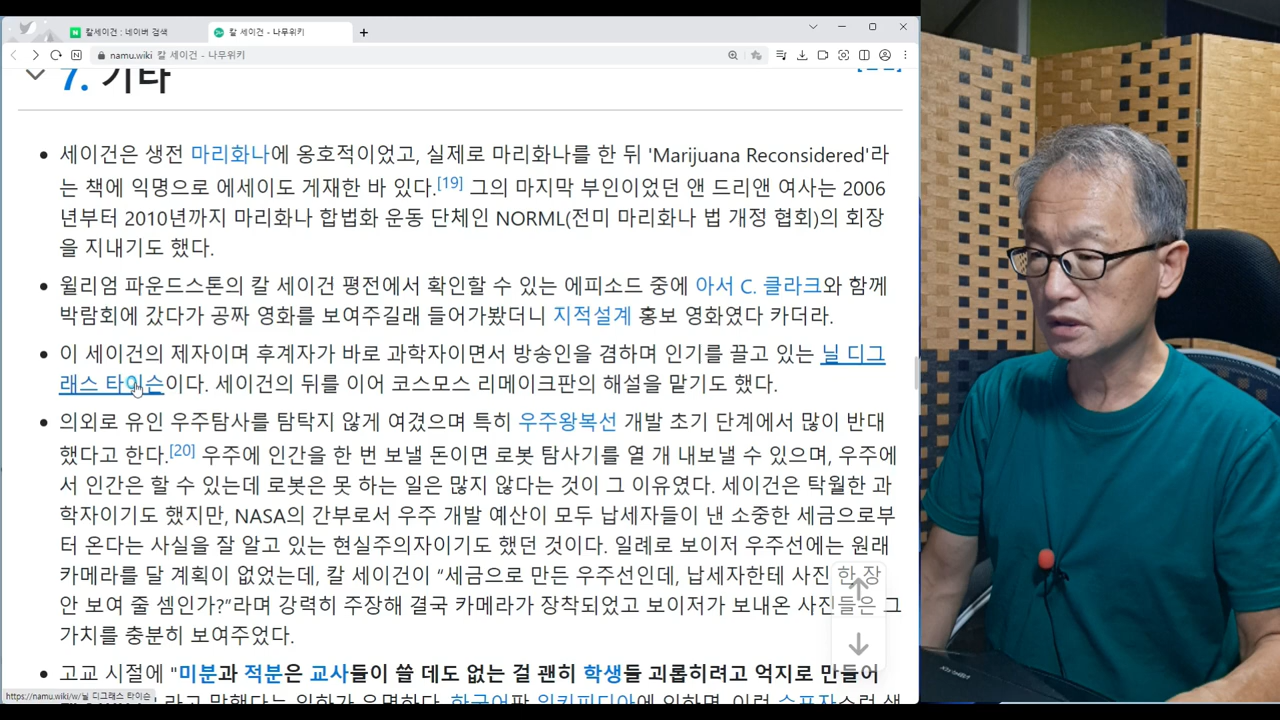 칼세이건 : 네이버 검색
칼 세이건 - 나무위키
namu.wiki 칼 세이건 - 나무위키
7. 기타
세이건은 생전 마리화나에 옹호적이었고, 실제로 마리화나를 한 뒤 'Marijuana Reconsidered'라
는 책에 익명으로 에세이도 게재한 바 있다.[19] 그의 마지막 부인이었던 앤 드리앤 여사는 2006
년부터 2010년까지 마리화나 합법화 운동 단체인 NORML(전미 마리화나 법 개정 협회)의 회장
을 지내기도 했다.
윌리엄 파운드스톤의 칼 세이건 평전에서 확인할 수 있는 에피소드 중에 아서 C. 클라크와 함께
박람회에 갔다가 공짜 영화를 보여주길래 들어가봤더니 지적설계 홍보 영화였다 카더라.
이 세이건의 제자이며 후계자가 바로 과학자이면서 방송인을 겸하며 인기를 끌고 있는 닐 디그
래스 타이슨이다. 세이건의 뒤를 이어 코스모스 리메이크판의 해설을 맡기도 했다.
의외로 유인 우주탐사를 탐탁지 않게 여겼으며 특히 우주왕복선 개발 초기 단계에서 많이 반대
했다고 한다.[20] 우주에 인간을 한 번 보낼 돈이면 로봇 탐사기를 열 개 내보낼 수 있으며, 우주에
서 인간은 할 수 있는데 로봇은 못 하는 일은 많지 않다는 것이 그 이유였다. 세이건은 탁월한 과
학자이기도 했지만, NASA의 간부로서 우주 개발 예산이 모두 납세자들이 낸 소중한 세금으로부
터 온다는 사실을 잘 알고 있는 현실주의자이기도 했던 것이다. 일례로 보이저 우주선에는 원래
카메라를 달 계획이 없었는데, 칼 세이건이 “세금으로 만든 우주선인데, 납세자한테 사진 한 장
안 보여 줄 셈인가?”라며 강력히 주장해 결국 카메라가 장착되었고 보이저가 보내온 사진들은 그
가치를 충분히 보여주었다.
고교 시절에 "미분과 적분은 교사들이 쓸 데도 없는 걸 괜히 학생들 괴롭히려고 억지로 만들어
https://namu.wiki/w/닐 디그래스 타이슨